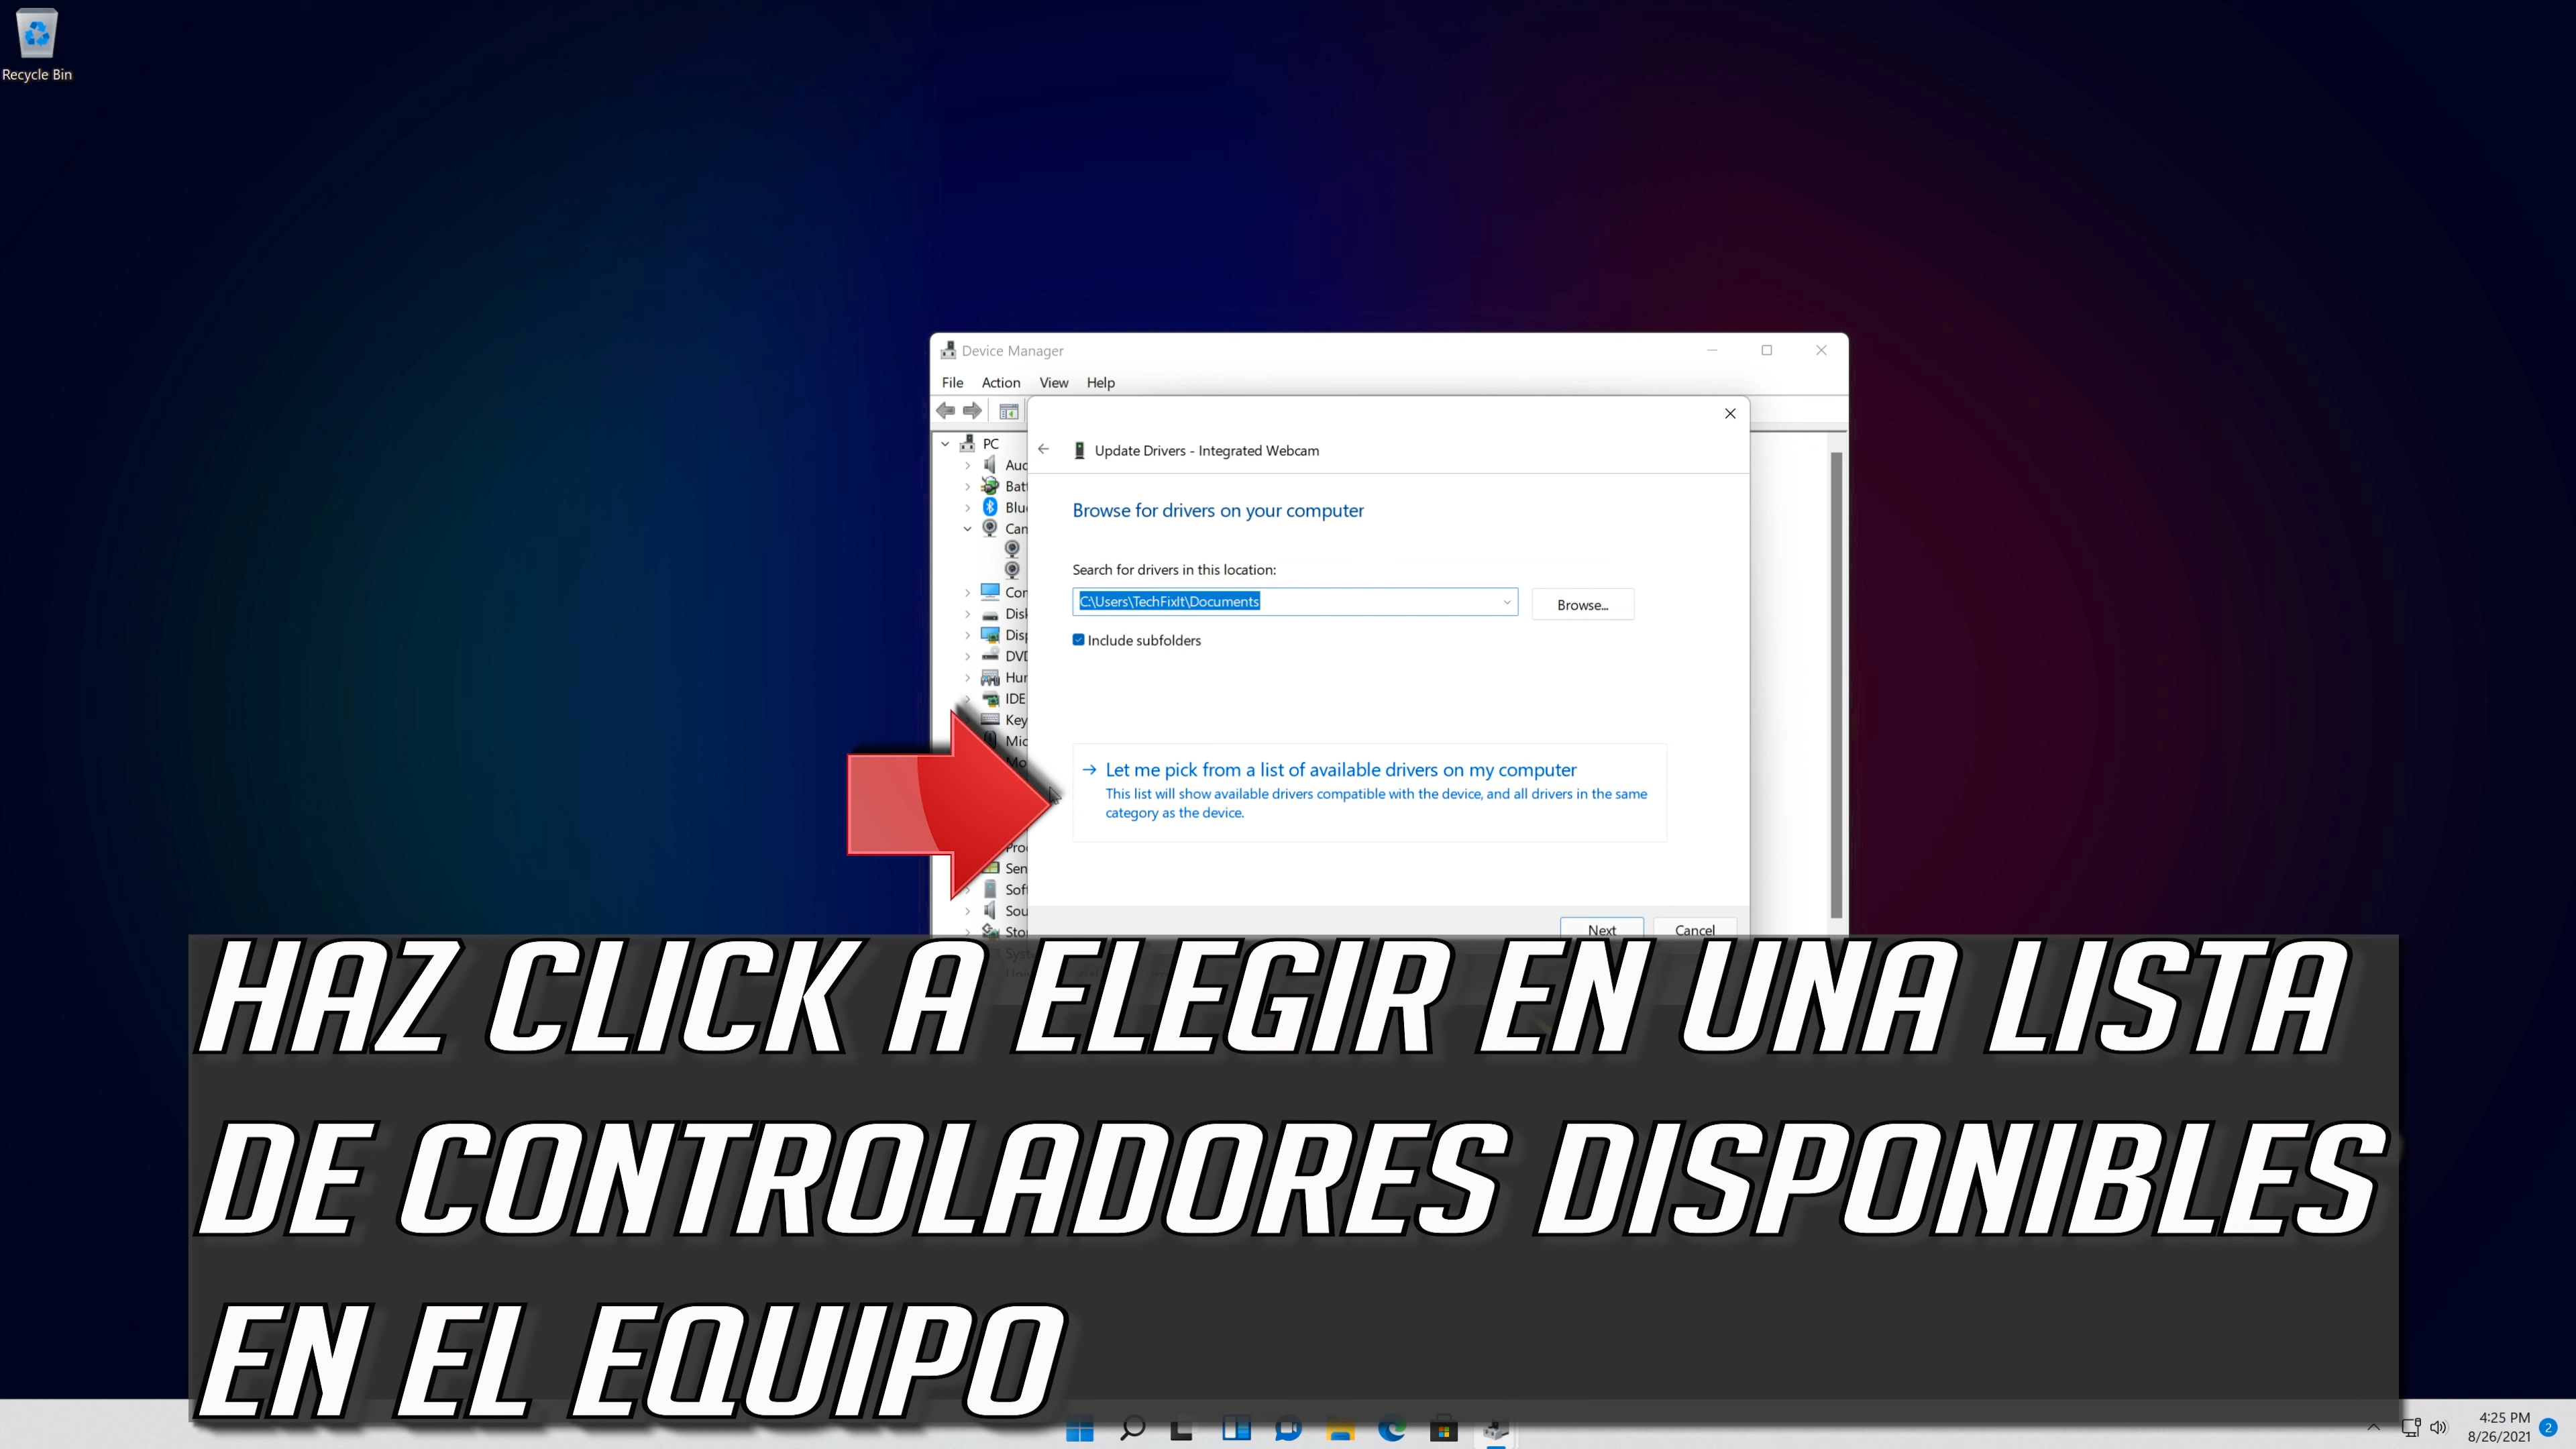 Recycle Bin
Device Manager
File Action View Help
PC
Update Drivers - Integrated Webcam
Browse for drivers on your computer
Search for drivers in this location:
C:\Users\TechFixIt\Documents
Browse...
Include subfolders
IDE
Let me pick from a list of available drivers on my computer
This list will show available drivers compatible with the device, and all drivers in the same
category as the device.
Next Cancel
HAZ CLICK A ELEGIR EN UNA LISTA
DE CONTROLADORES DISPONIBLES
EN EL EQUIPO
4:25 PM
8/26/2021
2